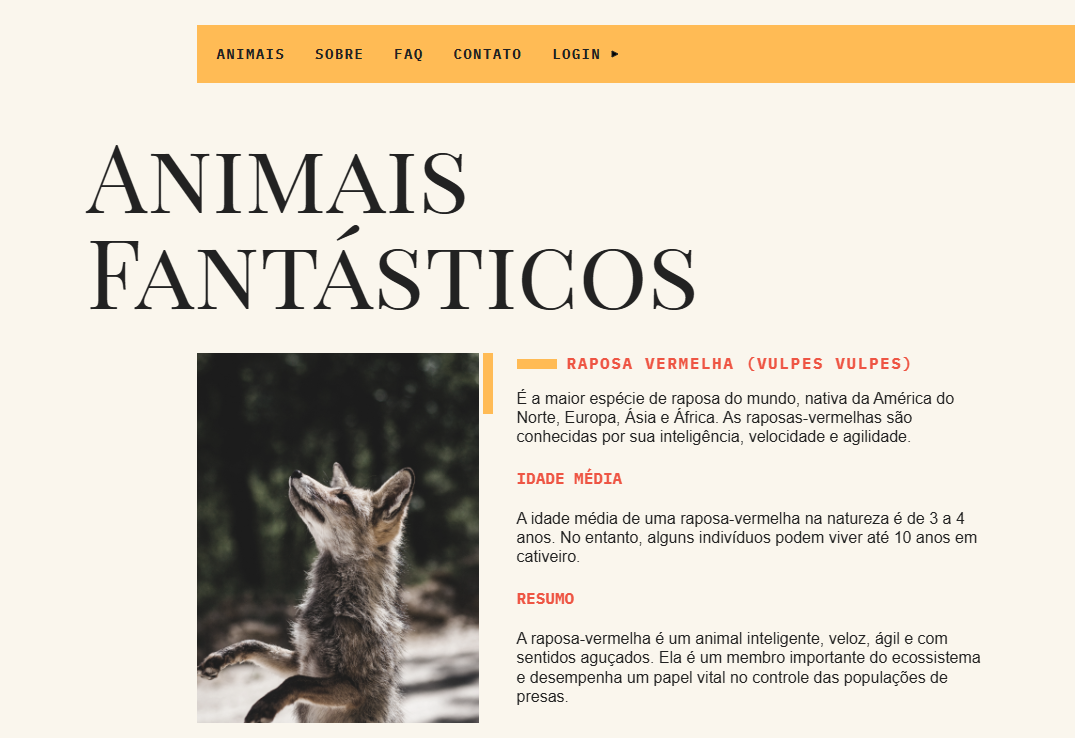 ANIMAIS SOBRE FAQ CONTATO LOGIN ▸
ANIMAIS
FANTÁSTICOS
RAPOSA VERMELHA (VULPES VULPES)
É a maior espécie de raposa do mundo, nativa da América do
Norte, Europa, Ásia e África. As raposas-vermelhas são
conhecidas por sua inteligência, velocidade e agilidade.
IDADE MÉDIA
A idade média de uma raposa-vermelha na natureza é de 3 a 4
anos. No entanto, alguns indivíduos podem viver até 10 anos em
cativeiro.
RESUMO
A raposa-vermelha é um animal inteligente, veloz, ágil e com
sentidos aguçados. Ela é um membro importante do ecossistema
e desempenha um papel vital no controle das populações de
presas.